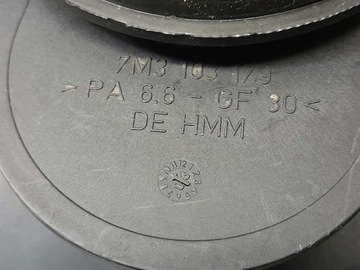 7M3 103 179
> PA 6.6 - GF 30 <
DE HMM